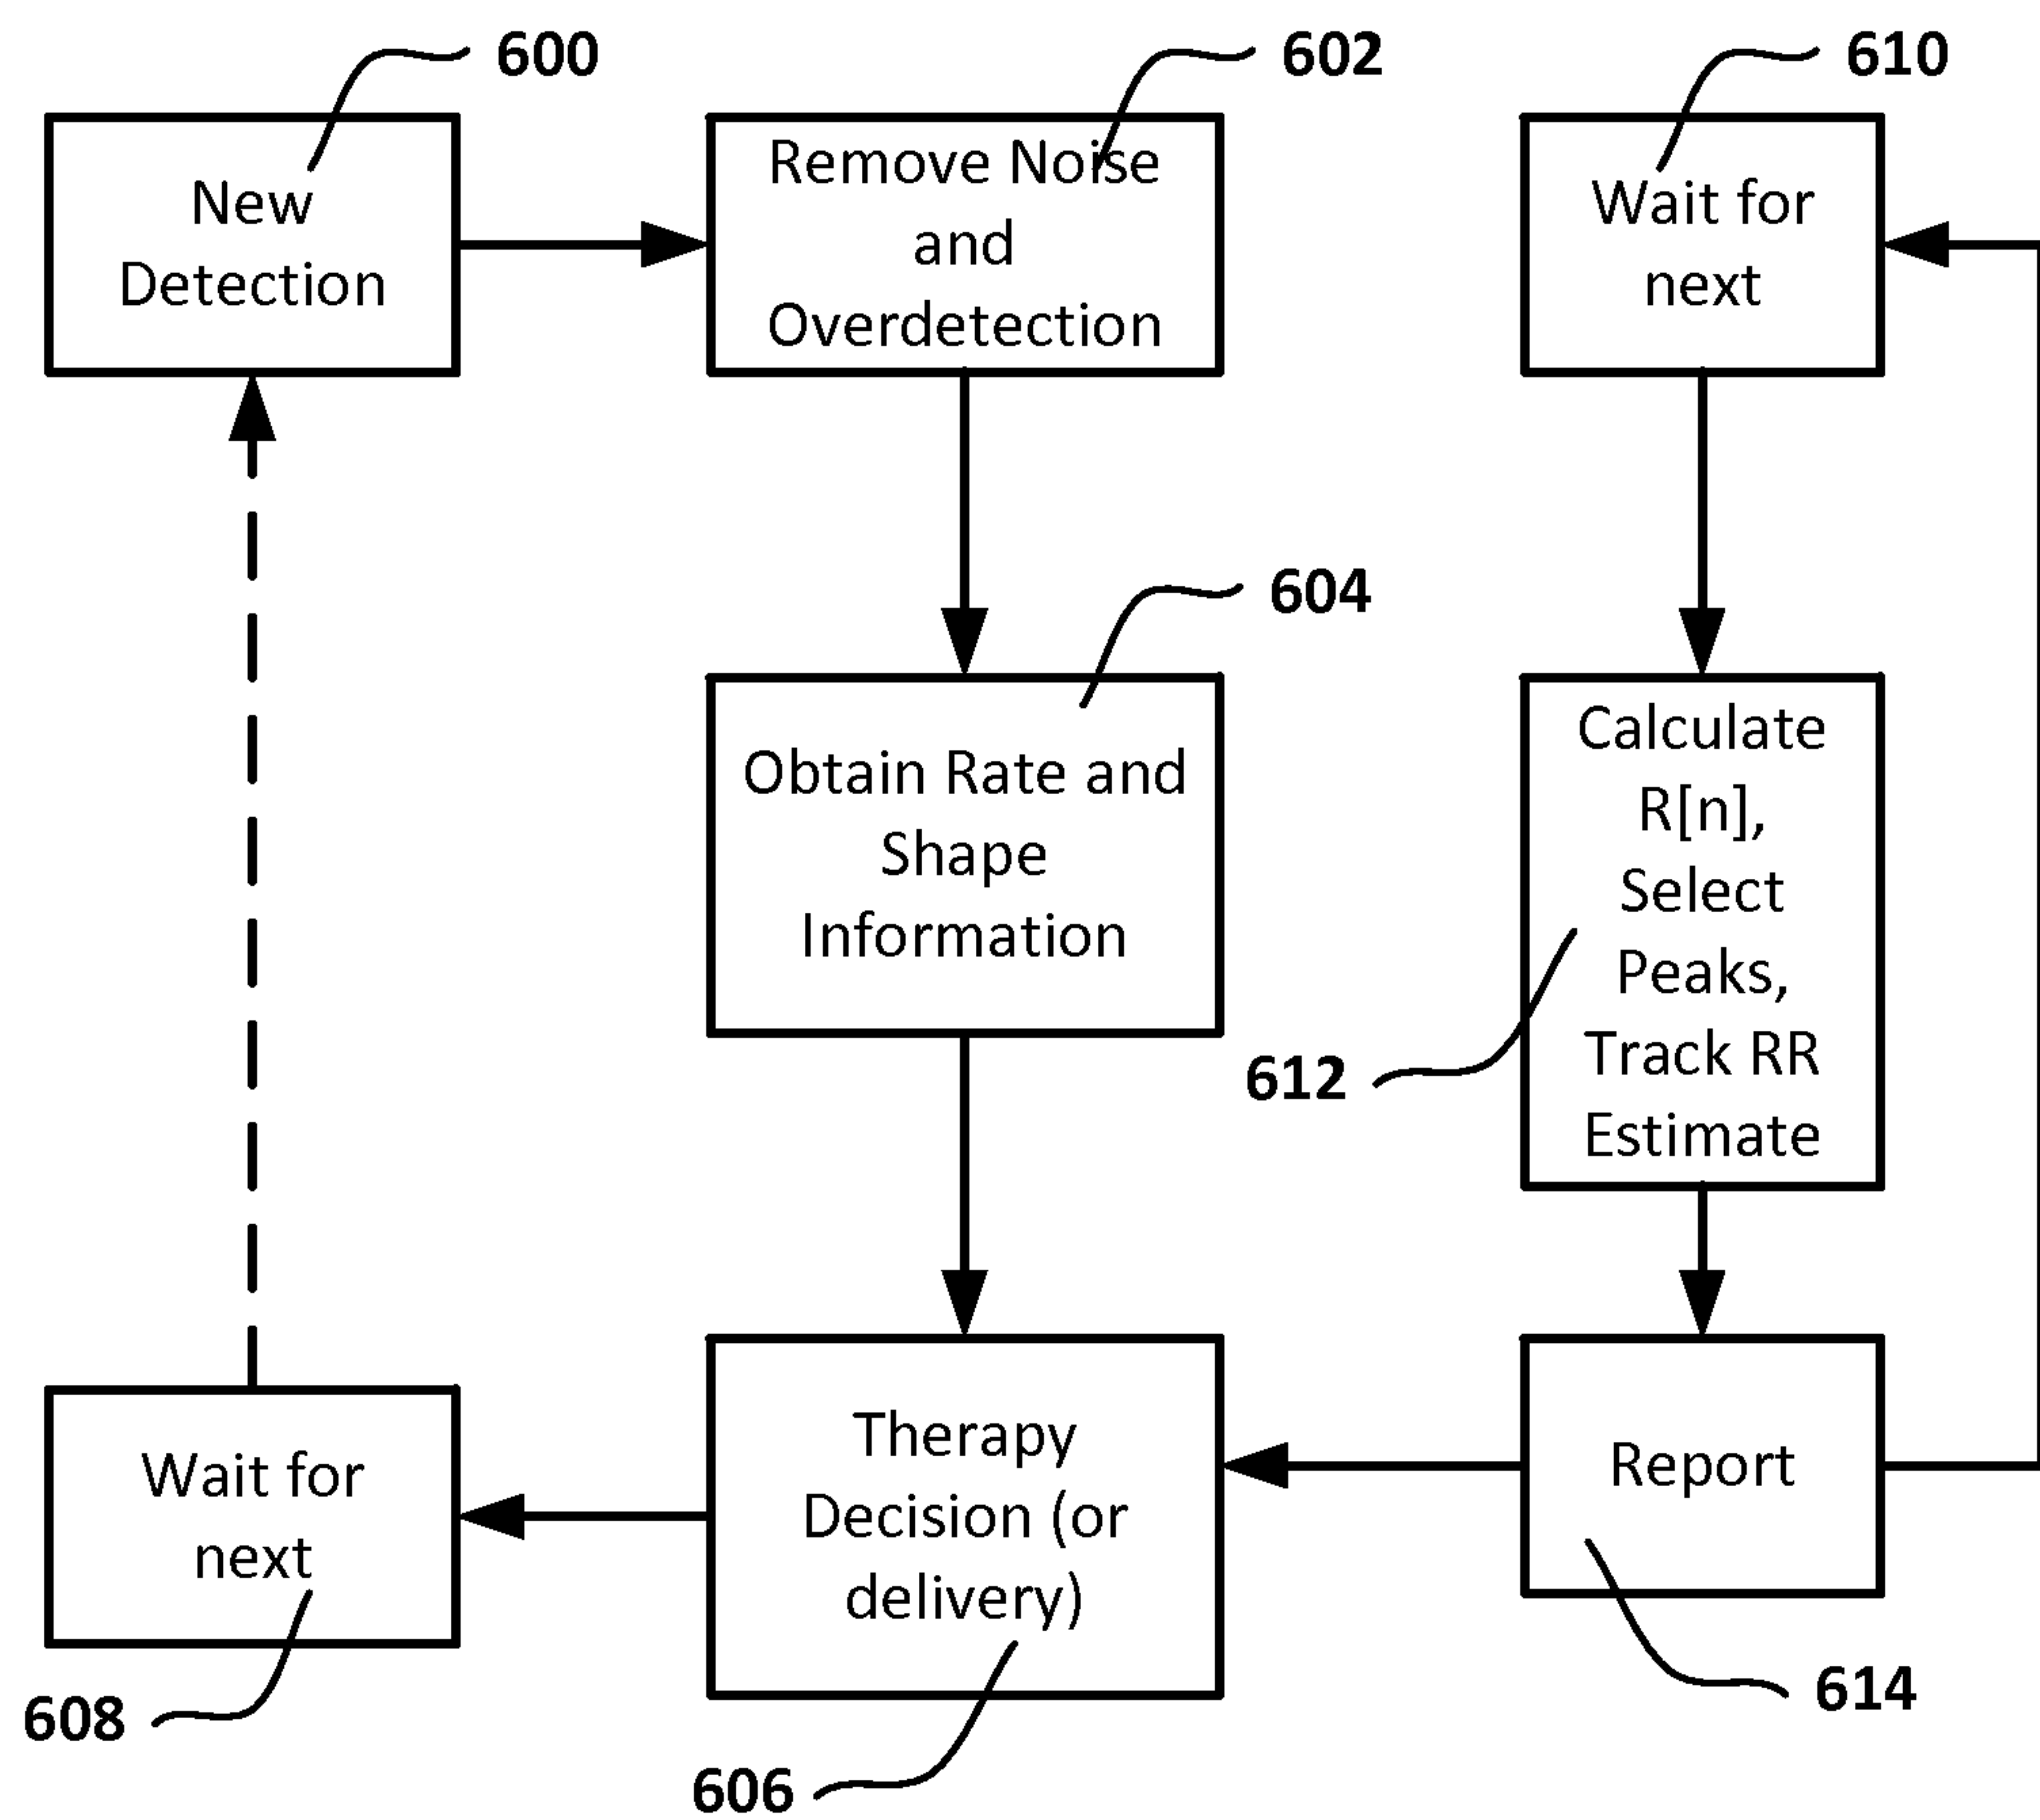 600
New
Detection
602
Remove Noise
and
Overdetection
610
Wait for
next
604
Obtain Rate and
Shape
Information
Calculate
R[n],
Select
Peaks,
Track RR
Estimate
612
Wait for
next
608
Therapy
Decision (or
delivery)
606
Report
614